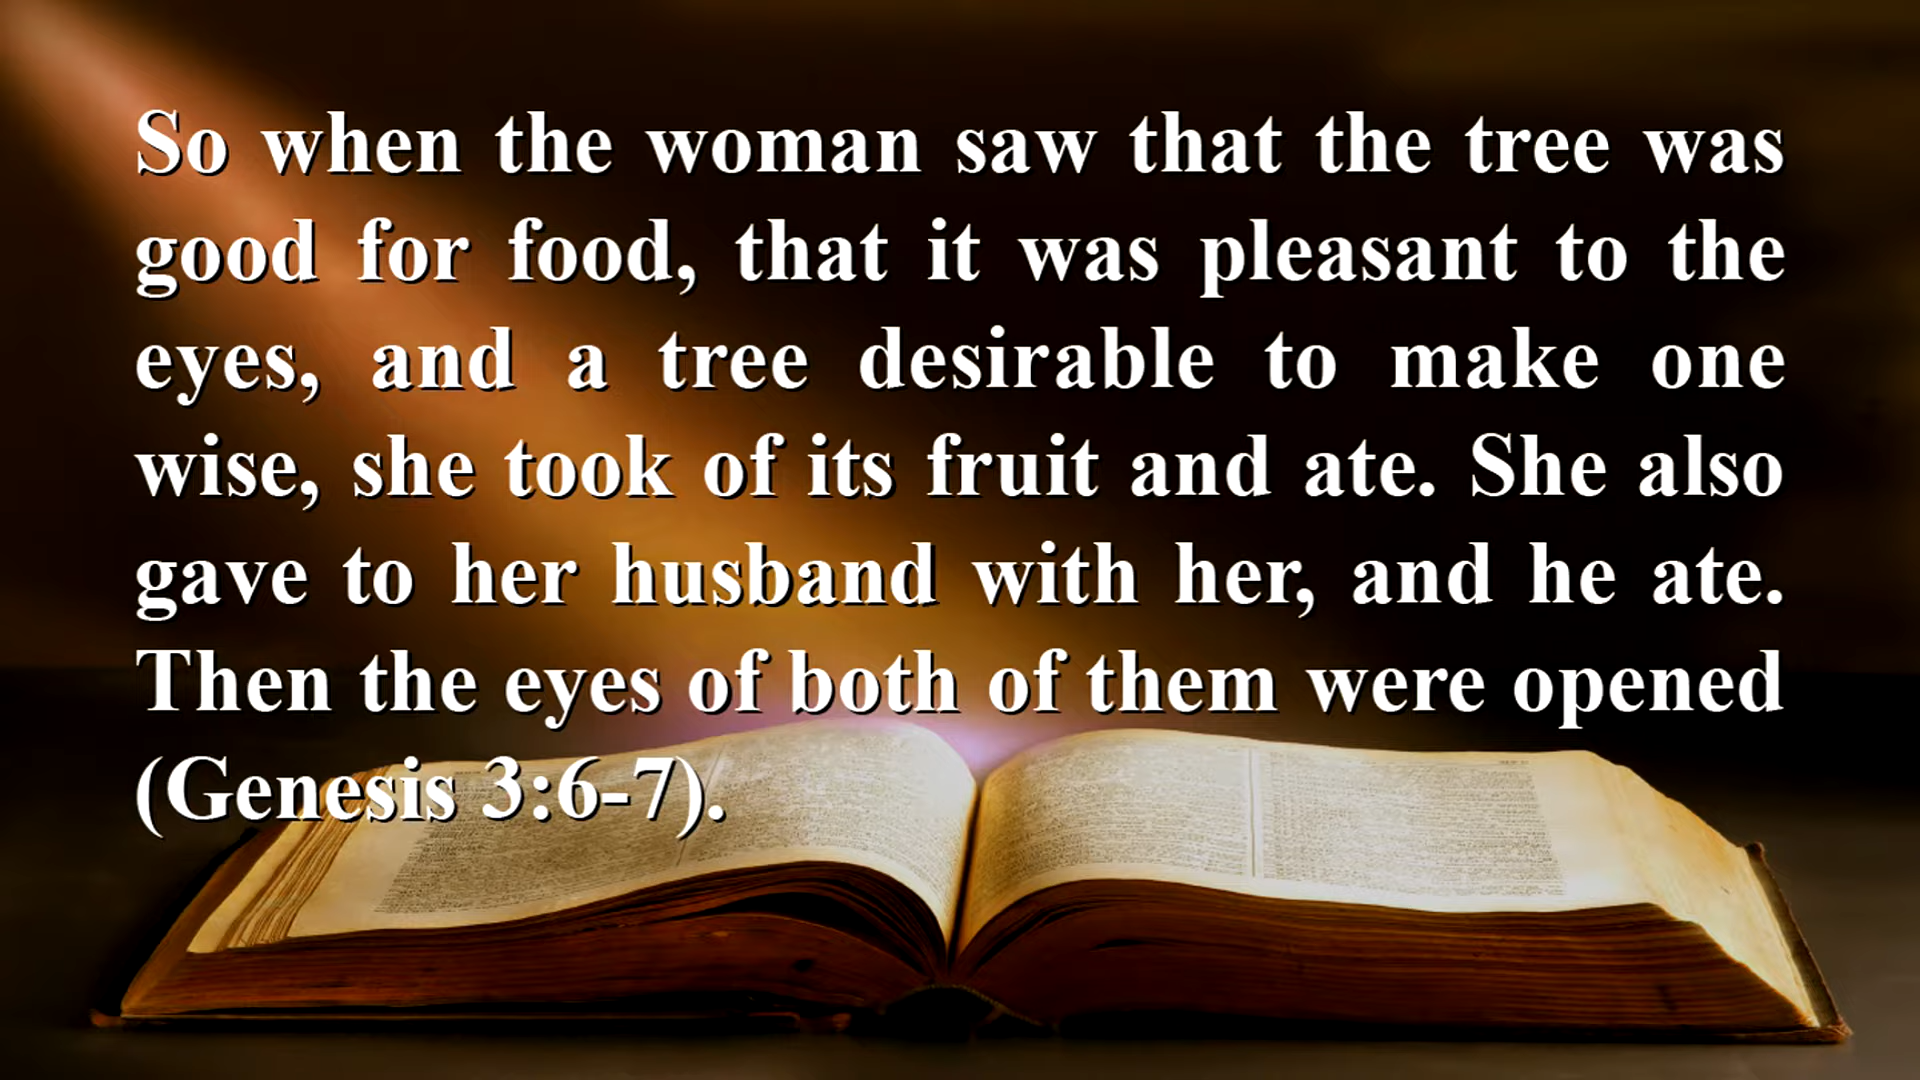 So when the woman saw that the tree was
good for food, that it was pleasant to the
eyes, and a tree desirable to make one
wise, she took of its fruit and ate. She also
gave to her husband with her, and he ate.
Then the eyes of both of them were opened
(Genesis 3:6-7).